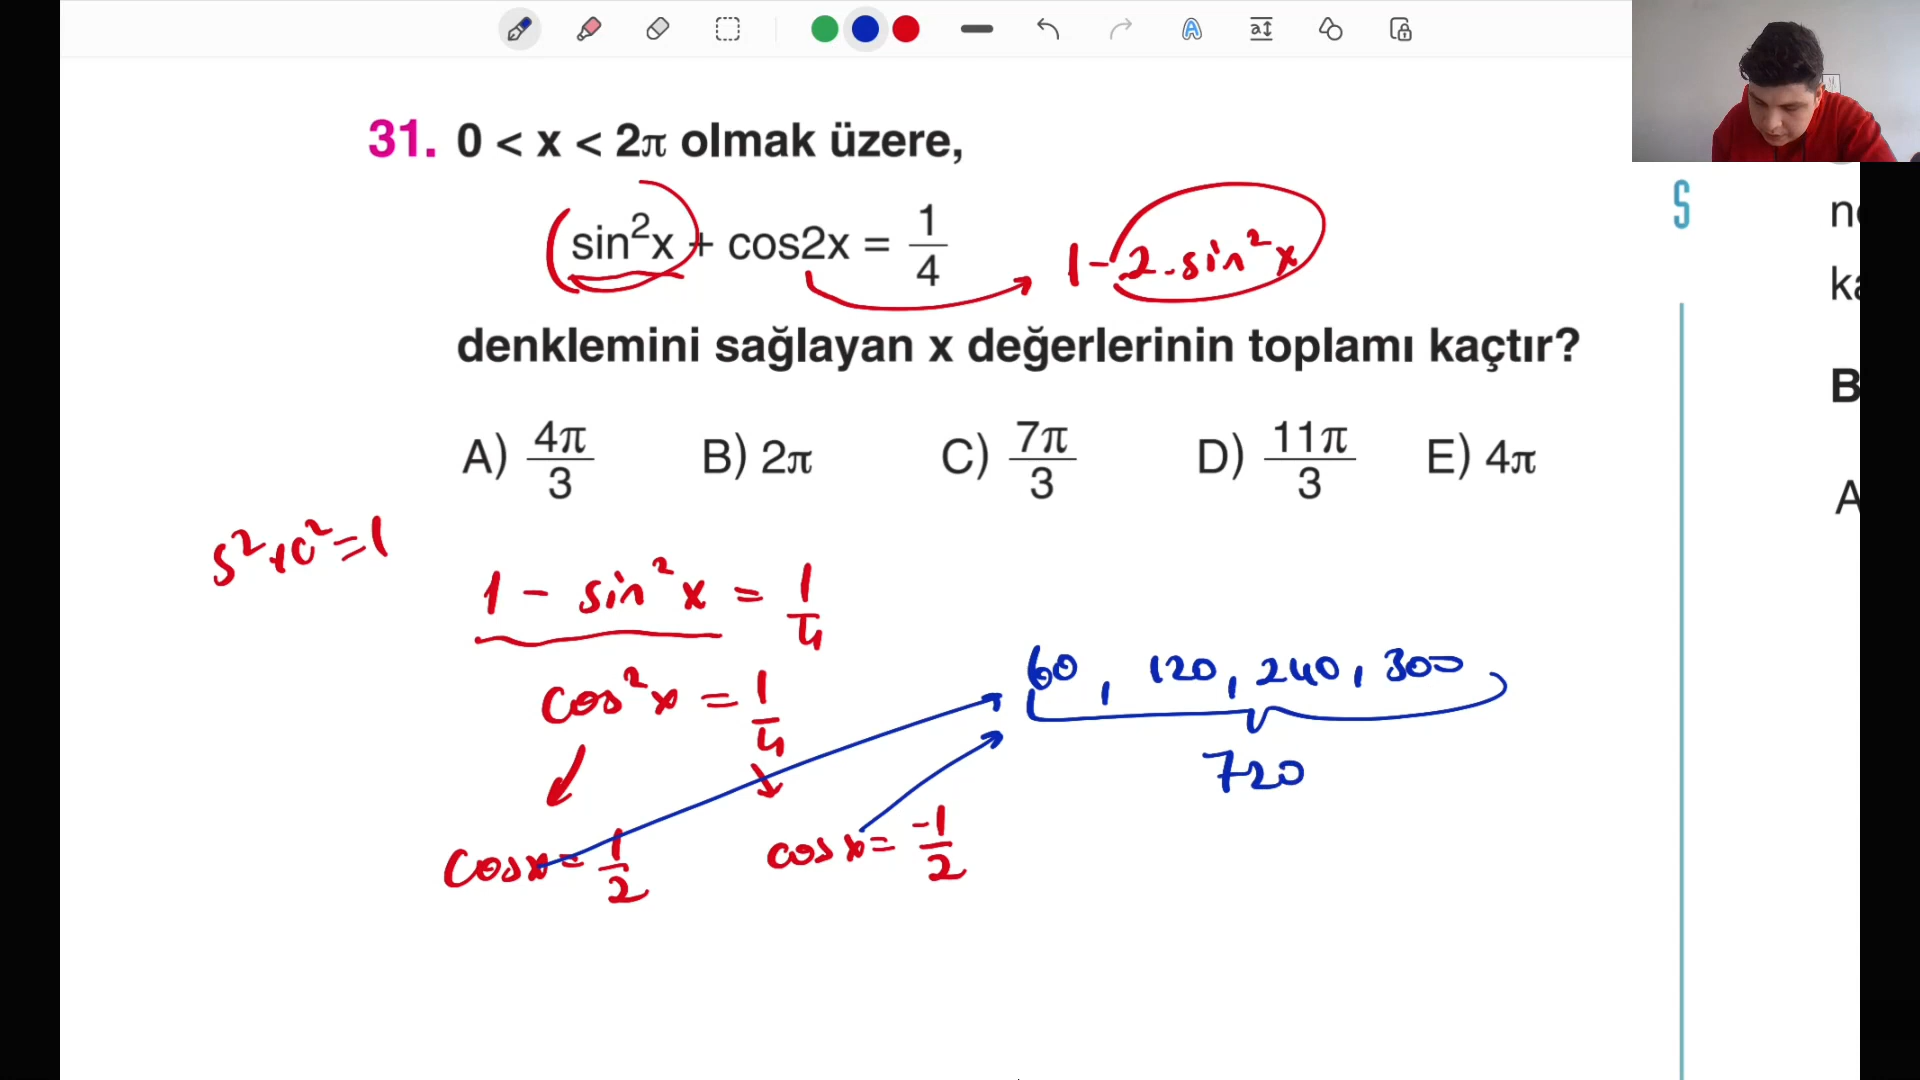 31. 0 < x < 2π olmak üzere,
sin²x + cos2x = 1/4
1 - 2.sin²x
denklemini sağlayan x değerlerinin toplamı kaçtır?
A) 4π/3 B) 2π C) 7π/3 D) 11π/3 E) 4π
s²+c²=1
1 - sin²x = 1/4
cos²x = 1/4
60, 120, 240, 300
720
cosx = 1/2
cosx = -1/2
S
B
A